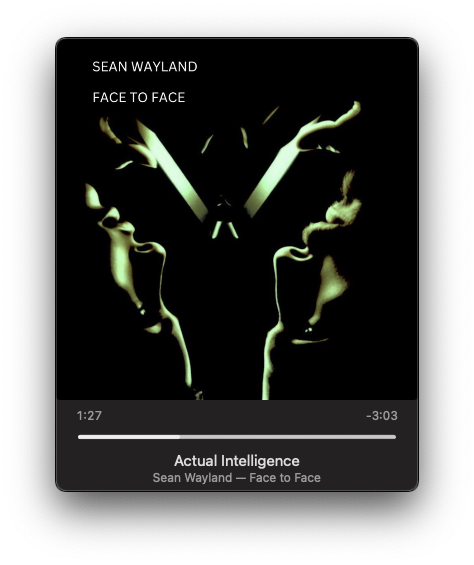 SEAN WAYLAND
FACE TO FACE
1:27 -3:03
Actual Intelligence
Sean Wayland — Face to Face